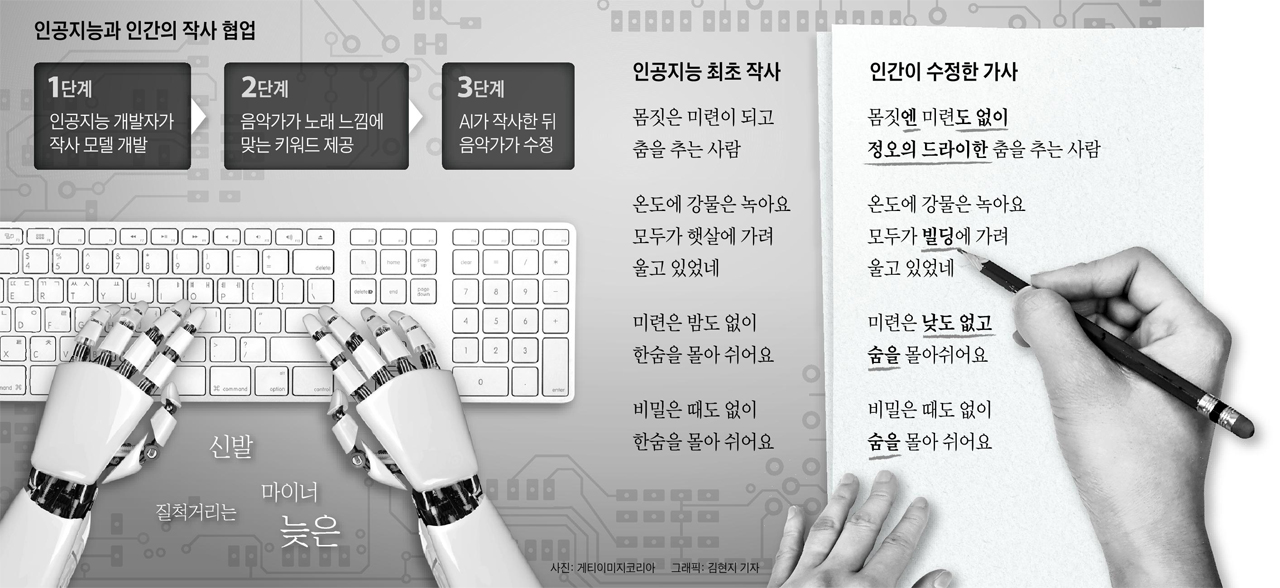 인공지능과 인간의 작사 협업
1단계
인공지능 개발자가
작사 모델 개발
2단계
음악가가 노래 느낌에
맞는 키워드 제공
3단계
AI가 작사한 뒤
음악가가 수정
인공지능 최초 작사
몸짓은 미련이 되고
춤을 추는 사람
온도에 강물은 녹아요
모두가 햇살에 가려
울고 있었네
미련은 밤도 없이
한숨을 몰아 쉬어요
비밀은 때도 없이
한숨을 몰아 쉬어요
인간이 수정한 가사
몸짓엔 미련도 없이
정오의 드라이한 춤을 추는 사람
온도에 강물은 녹아요
모두가 빌딩에 가려
울고 있었네
미련은 낮도 없고
숨을 몰아쉬어요
비밀은 때도 없이
숨을 몰아 쉬어요
신발
마이너
질척거리는
늦은
사진: 게티이미지코리아 그래픽: 김현지 기자